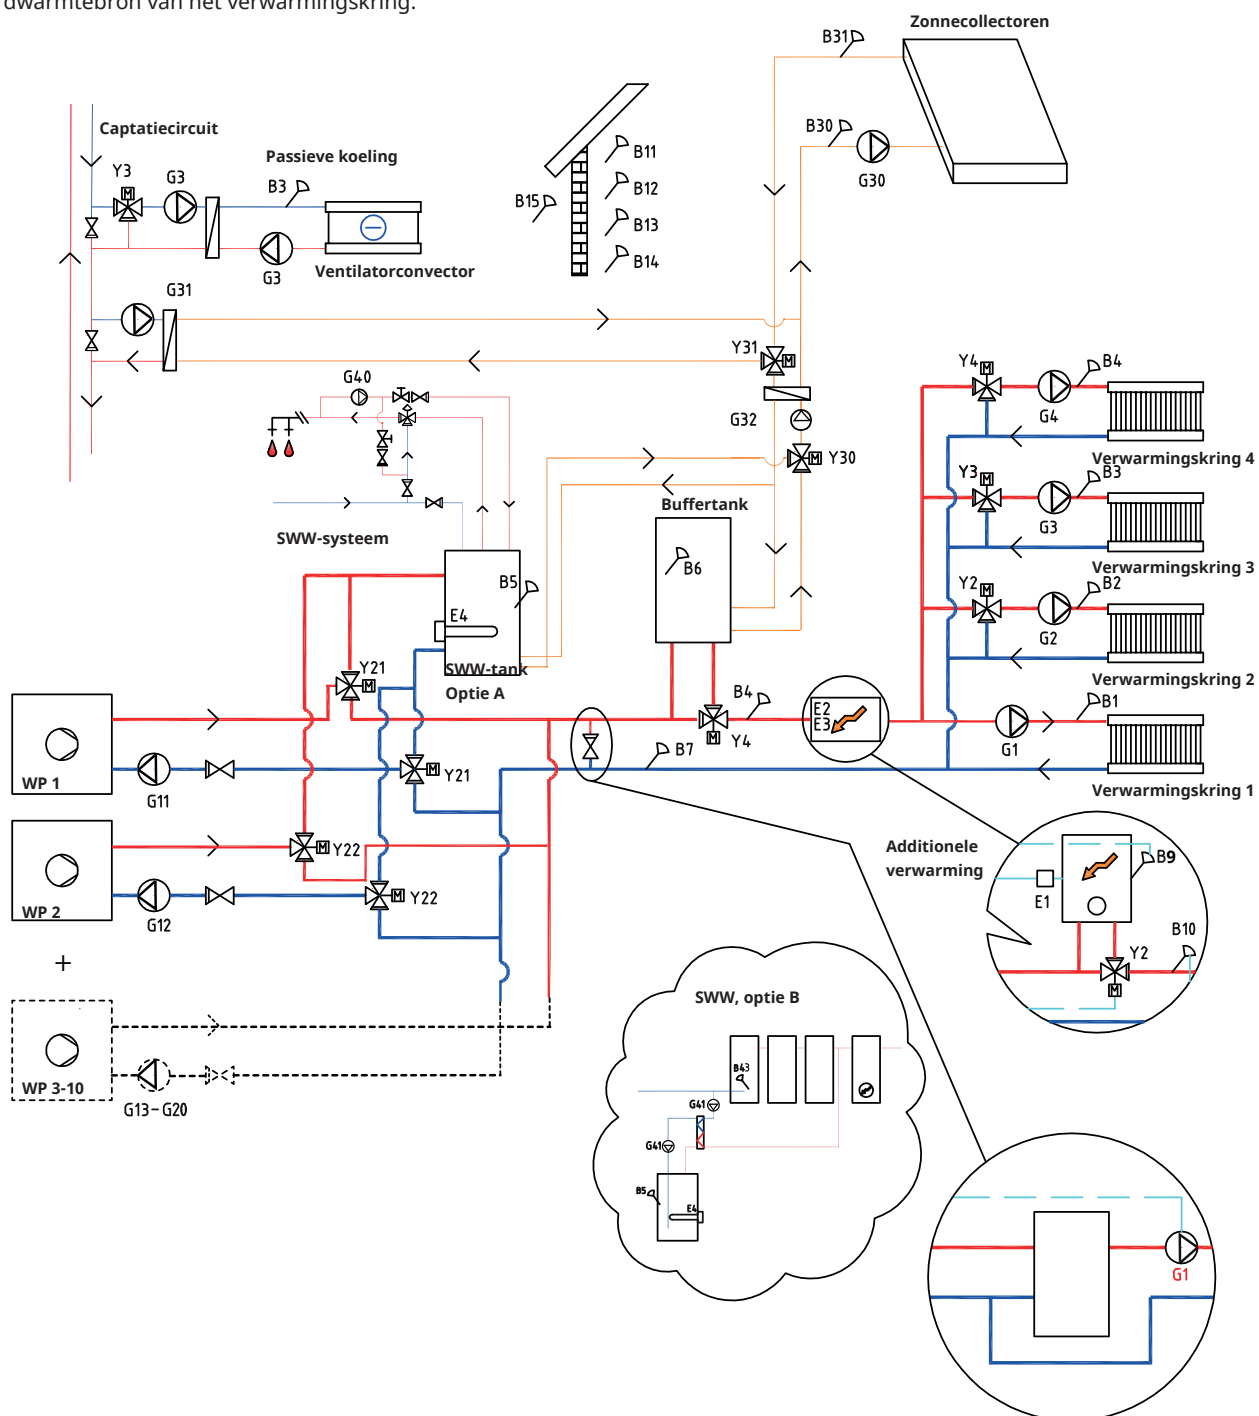 dwarmtebron van het verwarmingskring.
Zonnecollectoren
B31
B30
G30
Captatiecircuit
Passieve koeling
Y3
G3
B3
G3
Ventilatorconvector
B15
B11
B12
B13
B14
G31
Y31
G32
Y30
G40
SWW-systeem
Buffertank
B6
B5
E4
SWW-tank
Optie A
Y4
B4
G4
Verwarmingskring 4
Y3
B3
G3
Verwarmingskring 3
Y2
B2
G2
Verwarmingskring 2
B1
G1
Verwarmingskring 1
Y21
M
B4
Y4
E2
E3
B7
WP 1
G11
Y21
WP 2
G12
Y22
Y22
+
WP 3-10
G13-G20
Additionele
verwarming
B9
E1
B10
Y2
SWW, optie B
B43
G41
G41
B5
E4
G1